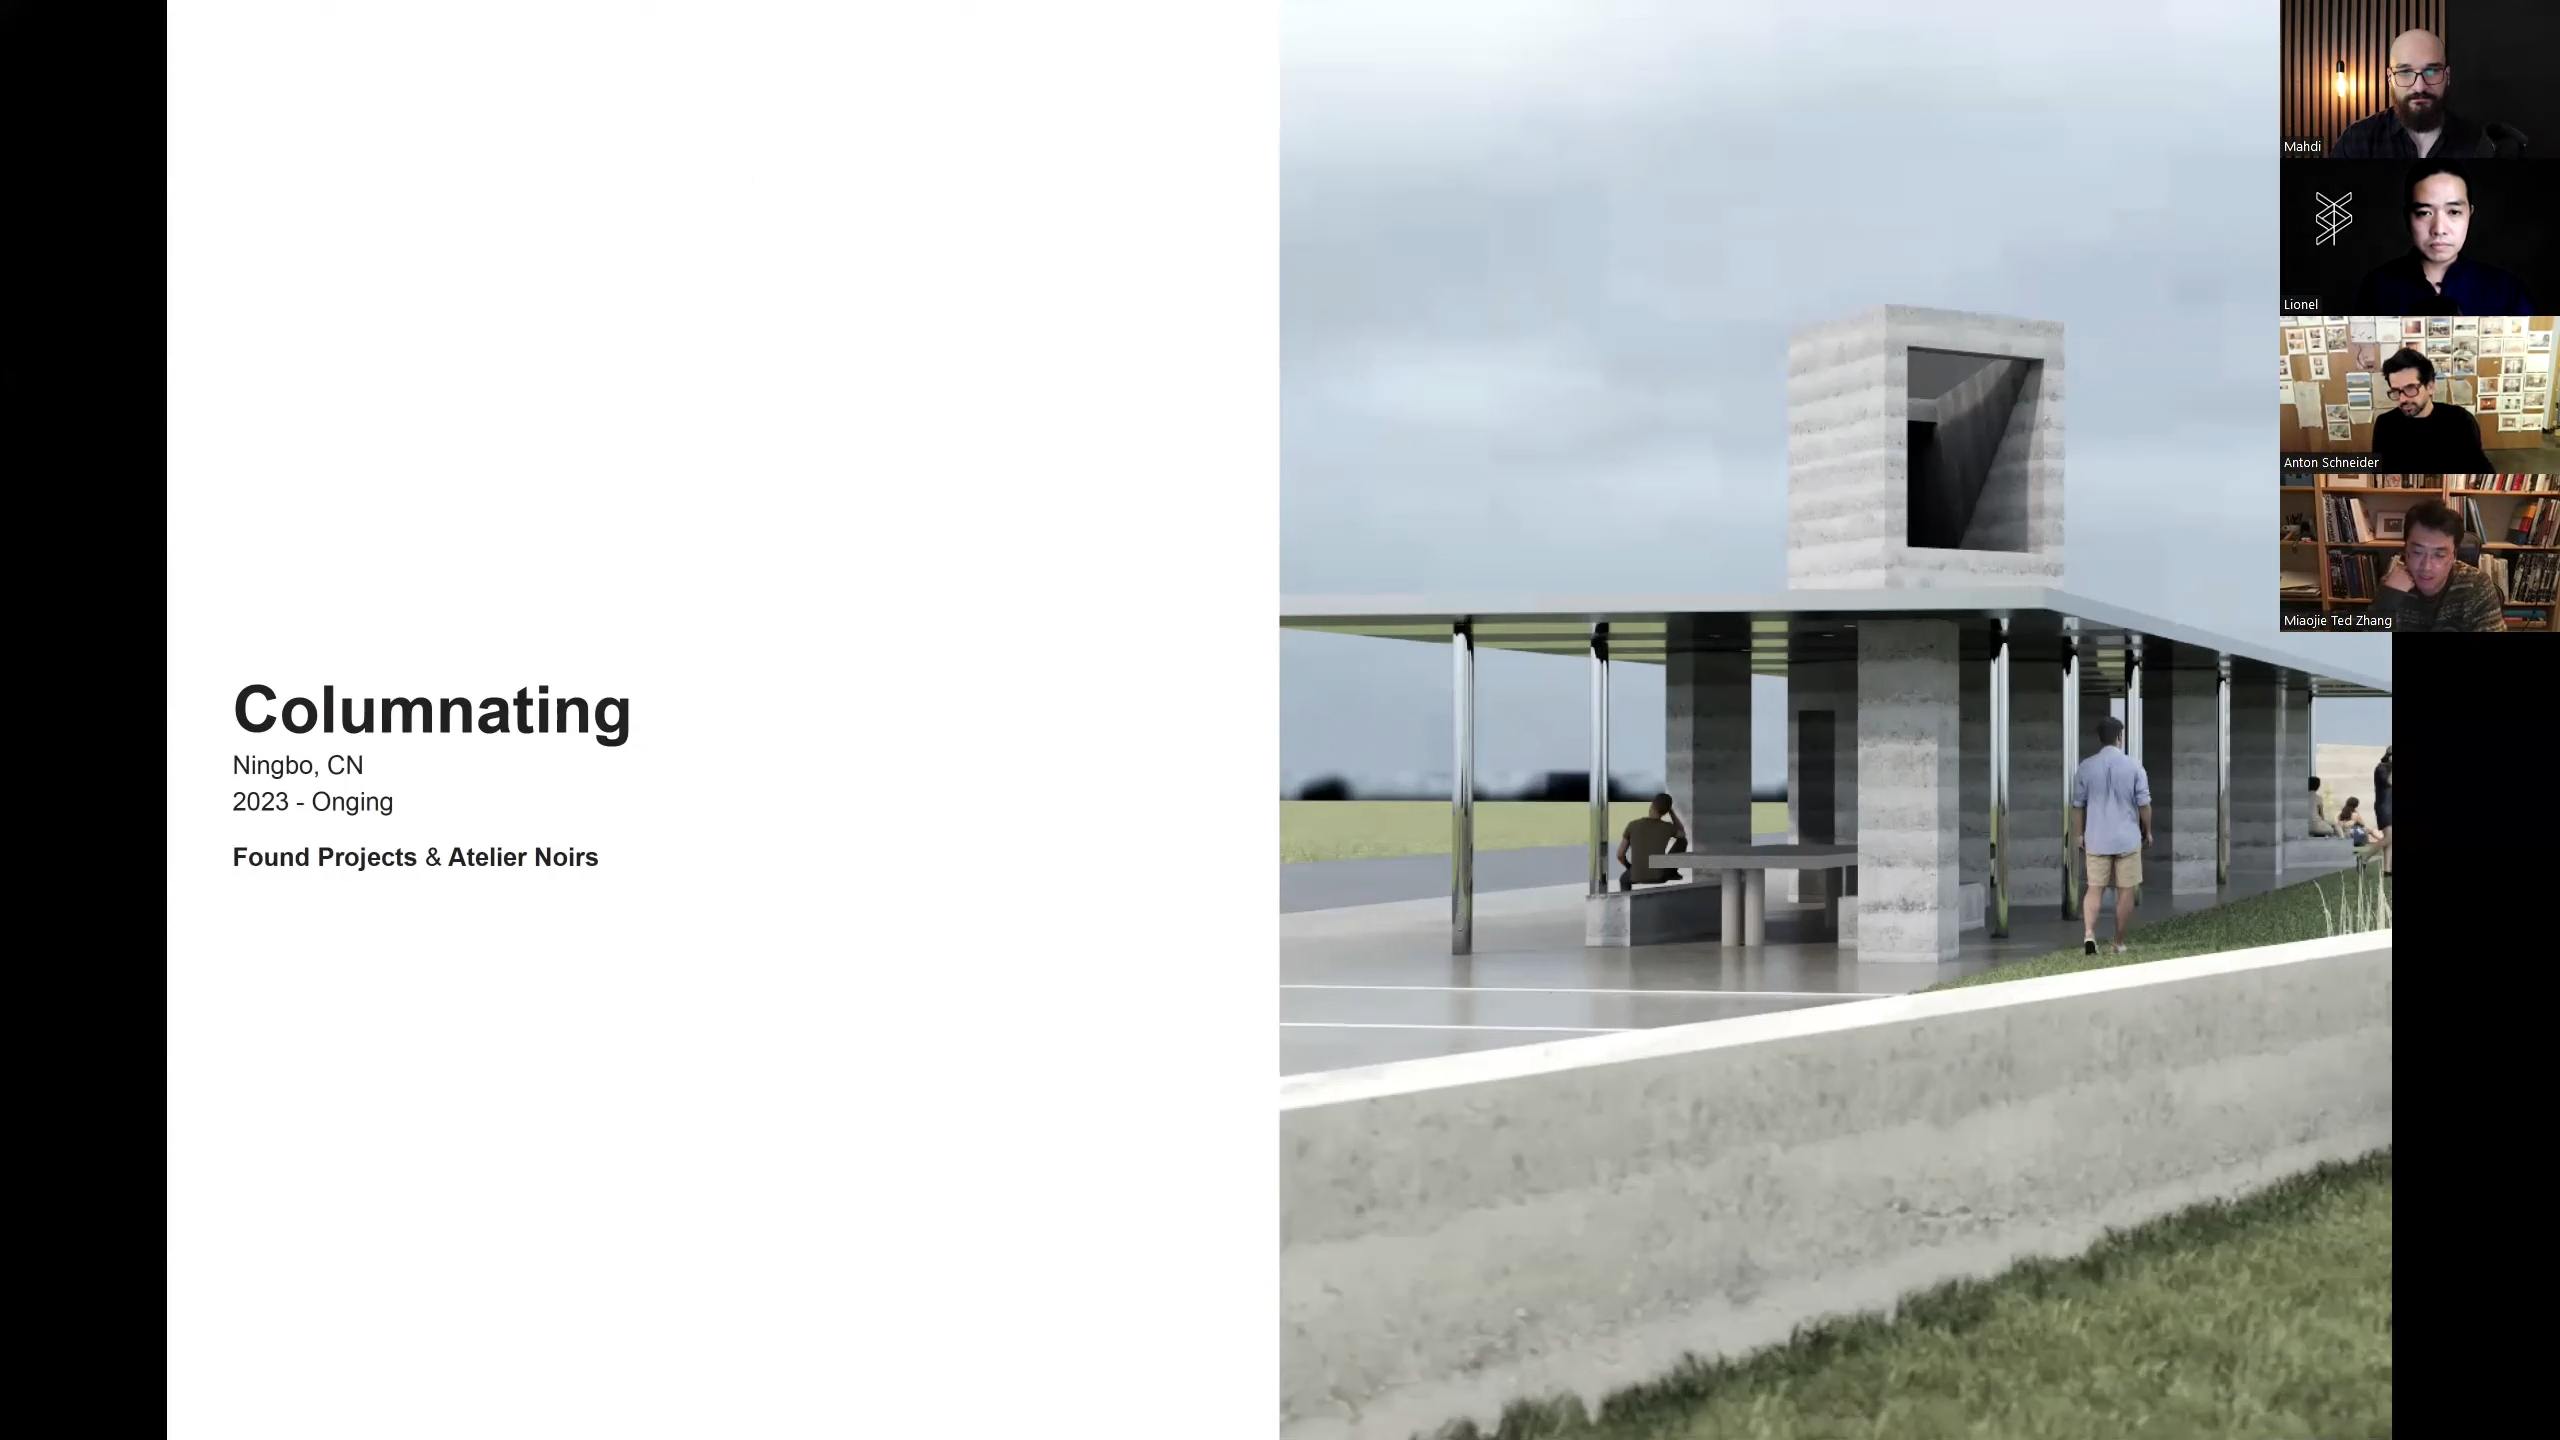 Columnating
Ningbo, CN
2023 - Onging
Found Projects & Atelier Noirs
Mahdi
Lionel
Anton Schneider
Miaojie Ted Zhang